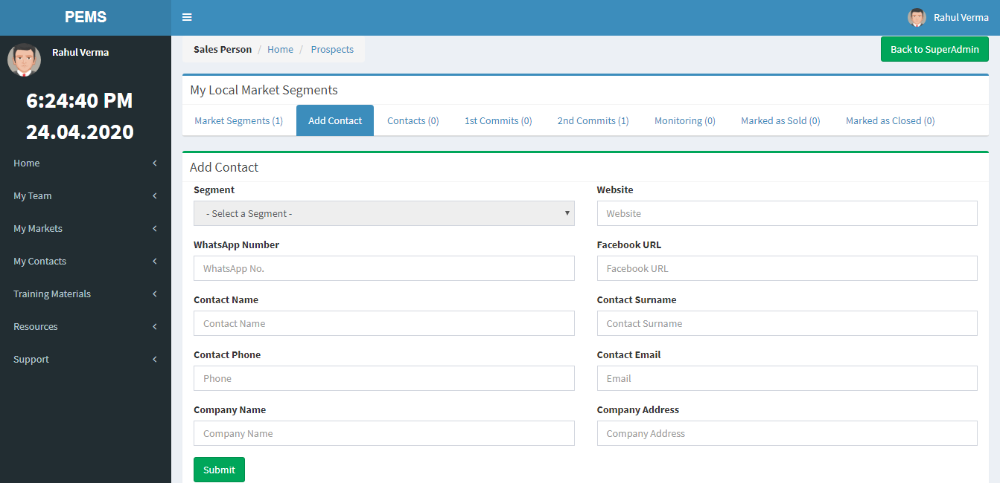 PEMS
Rahul Verma
Rahul Verma
6:24:40 PM
24.04.2020
Home
My Team
My Markets
My Contacts
Training Materials
Resources
Support
Sales Person / Home / Prospects
Back to SuperAdmin
My Local Market Segments
Market Segments (1) Add Contact Contacts (0) 1st Commits (0) 2nd Commits (1) Monitoring (0) Marked as Sold (0) Marked as Closed (0)
Add Contact
Segment
- Select a Segment -
Website
Website
WhatsApp Number
WhatsApp No.
Facebook URL
Facebook URL
Contact Name
Contact Name
Contact Surname
Contact Surname
Contact Phone
Phone
Contact Email
Email
Company Name
Company Name
Company Address
Company Address
Submit